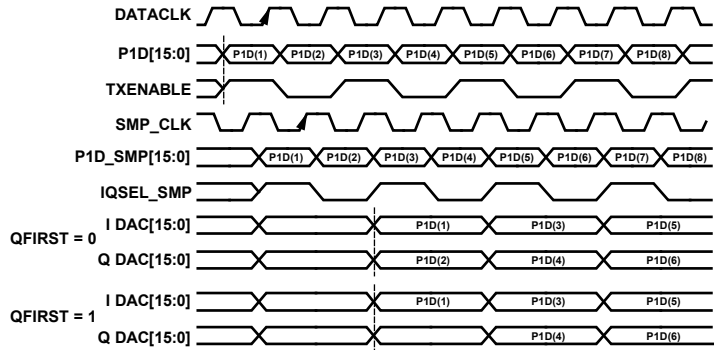 DATACLK
P1D[15:0] P1D(1) P1D(2) P1D(3) P1D(4) P1D(5) P1D(6) P1D(7) P1D(8)
TXENABLE
SMP_CLK
P1D_SMP[15:0] P1D(1) P1D(2) P1D(3) P1D(4) P1D(5) P1D(6) P1D(7) P1D(8)
IQSEL_SMP
QFIRST = 0
I DAC[15:0] P1D(1) P1D(3) P1D(5)
Q DAC[15:0] P1D(2) P1D(4) P1D(6)
QFIRST = 1
I DAC[15:0] P1D(1) P1D(3) P1D(5)
Q DAC[15:0] P1D(4) P1D(6)